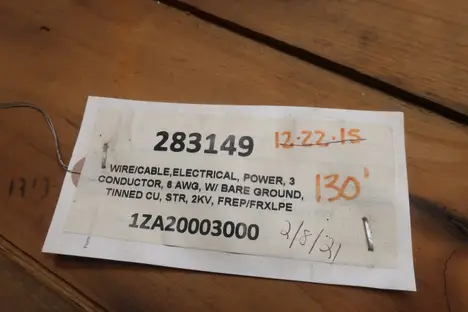 283149 12-22-15
WIRE/CABLE,ELECTRICAL, POWER, 3
CONDUCTOR, 8 AWG, W/ BARE GROUND,
TINNED CU, STR, 2KV, FREP/FRXLPE
130'
1ZA20003000 2/8/21